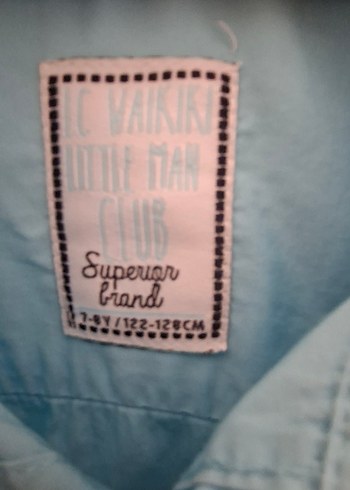 LC WAIKIKI
LITTLE MAN
CLUB
Superior
brand
7-8Y/122-128CM